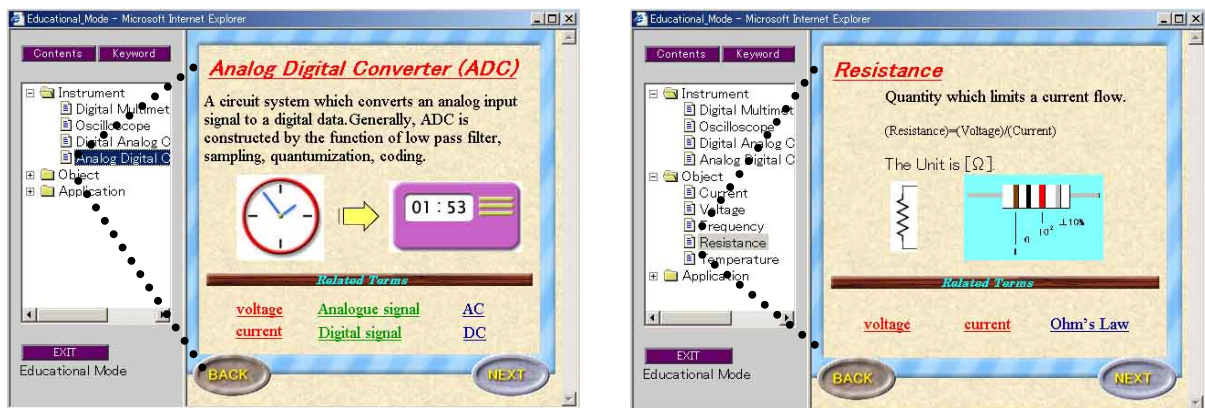 Educational_Mode - Microsoft Internet Explorer
Contents
Keyword
Instrument
Digital Multimet
Oscilloscope
Digital Analog C
Analog Digital C
Object
Application
EXIT
Educational Mode
Analog Digital Converter (ADC)
A circuit system which converts an analog input
signal to a digital data.Generally, ADC is
constructed by the function of low pass filter,
sampling, quantumization, coding.
01:53
Related Terms
voltage Analogue signal AC
current Digital signal DC
BACK
NEXT
Educational_Mode - Microsoft Internet Explorer
Contents
Keyword
Instrument
Digital Multimet
Oscilloscope
Digital Analog C
Analog Digital C
Object
Current
Voltage
Frequency
Resistance
Temperature
Application
EXIT
Educational Mode
Resistance
Quantity which limits a current flow.
(Resistance)=(Voltage)/(Current)
The Unit is [Ω].
10²
±10%
Related Terms
voltage current Ohm's Law
BACK
NEXT